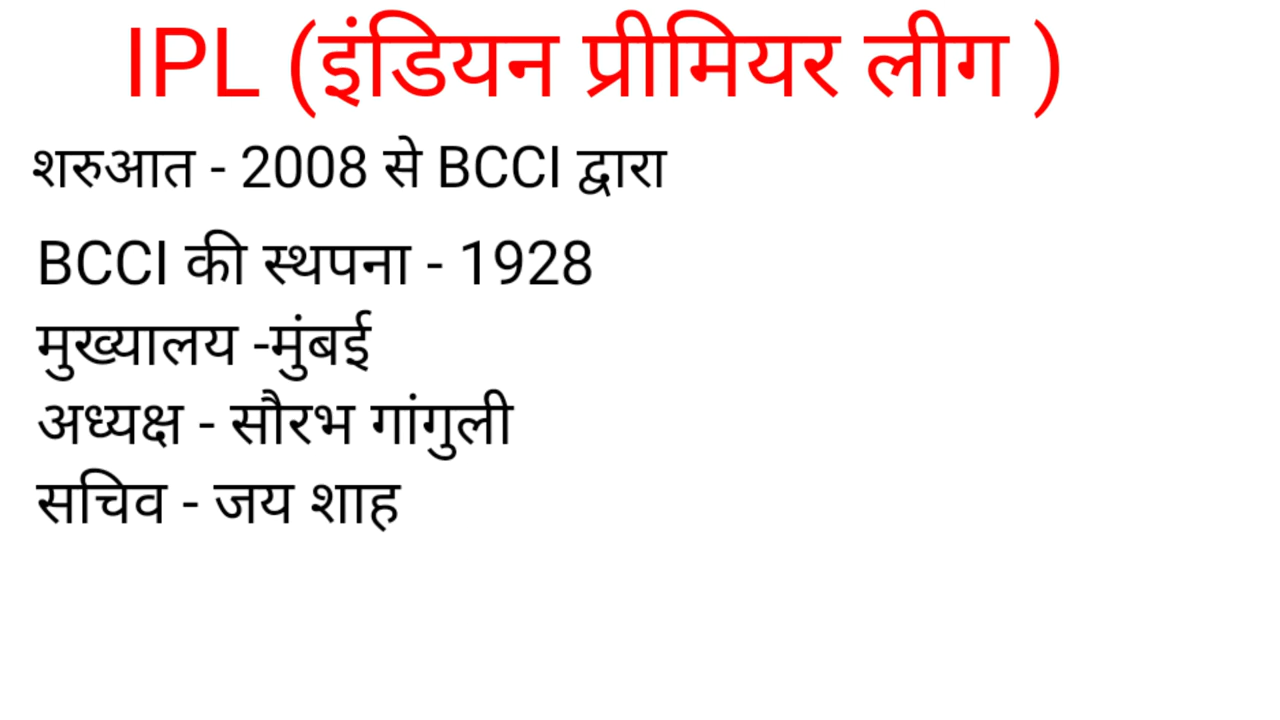 IPL (इंडियन प्रीमियर लीग )
शरुआत - 2008 से BCCI द्वारा
BCCI की स्थपना - 1928
मुख्यालय -मुंबई
अध्यक्ष - सौरभ गांगुली
सचिव - जय शाह